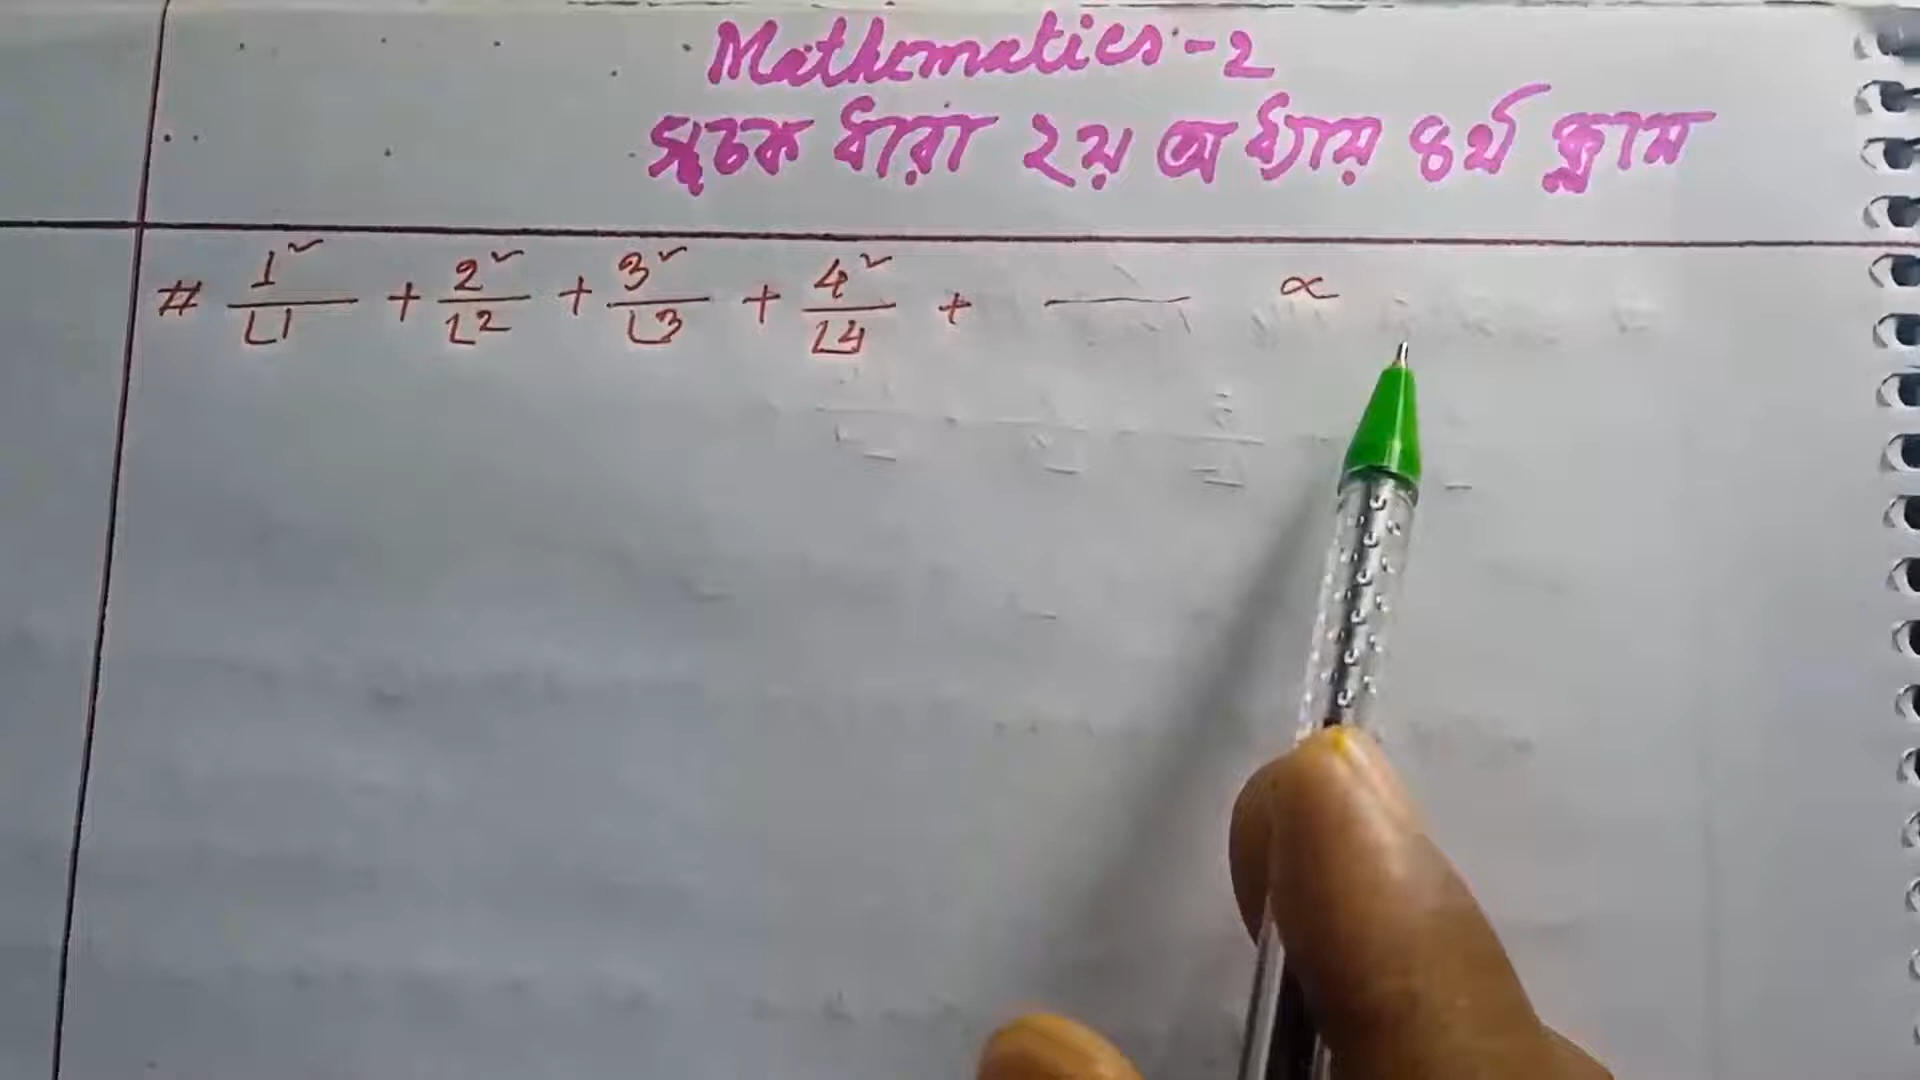 Mathematics-2
সূচক ধারা ২য় অধ্যায় ৪র্থ ক্লাস
# 1²/∟1 + 2²/∟2 + 3²/∟3 + 4²/∟4 + —— ∝